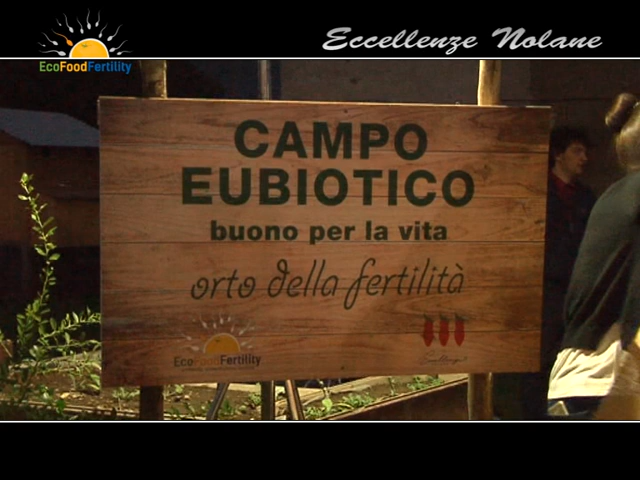 EcoFoodFertility
Eccellenze Nolane
CAMPO
EUBIOTICO
buono per la vita
orto della fertilità
EcoFoodFertility